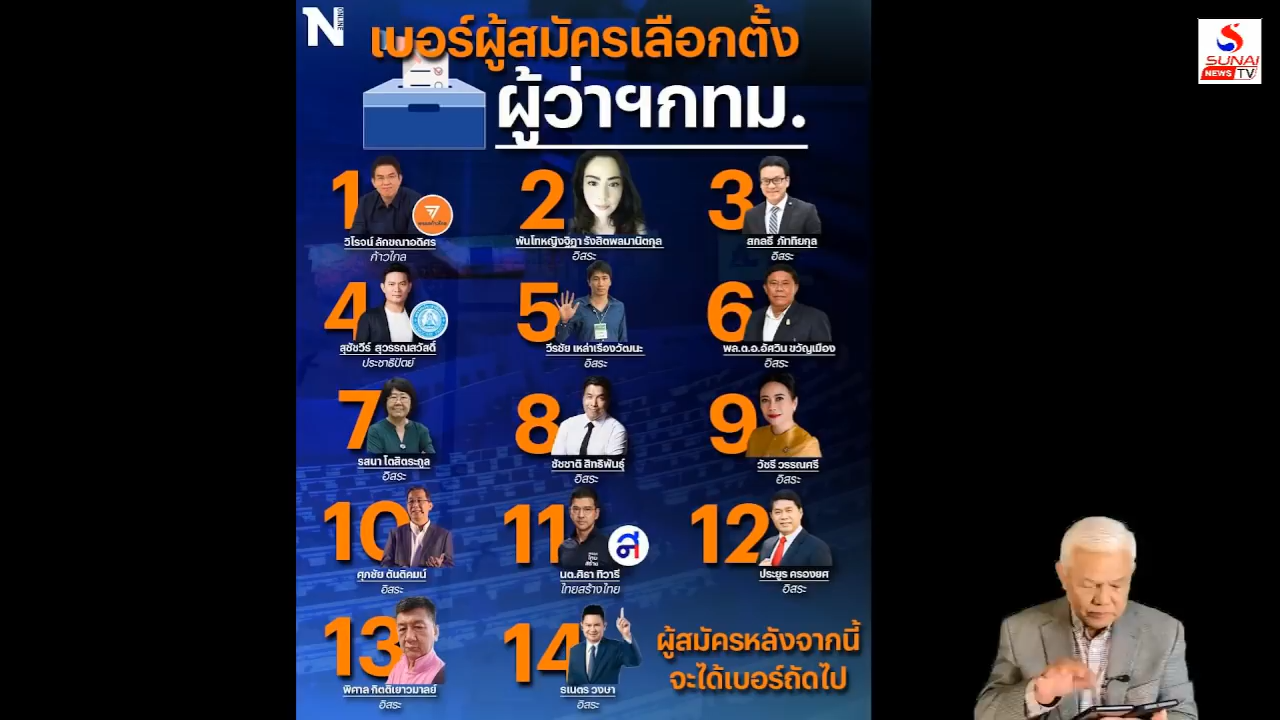 N ONLINE
เบอร์ผู้สมัครเลือกตั้ง
ผู้ว่าฯกทม.
SUNAI
NEWS TV
1
วิโรจน์ ลักขณาอดิศร
ก้าวไกล
2
พันโทหญิงฐิฏา รังสิตพลมานิตกุล
อิสระ
3
สกลธี ภัททิยกุล
อิสระ
4
สุชัชวีร์ สุวรรณสวัสดิ์
ประชาธิปัตย์
5
วีรชัย เหล่าเรืองวัฒนะ
อิสระ
6
พล.ต.อ.อัศวิน ขวัญเมือง
อิสระ
7
รสนา โตสิตระกูล
อิสระ
8
ชัชชาติ สิทธิพันธุ์
อิสระ
9
วัชรี วรรณศรี
อิสระ
10
ศุภชัย ตันติคมน์
อิสระ
11
นต.ศิธา ทิวารี
ไทยสร้างไทย
12
ประยูร ครองยศ
อิสระ
13
พิศาล กิตติเยาวมาลย์
อิสระ
14
ธเนตร วงษา
อิสระ
ผู้สมัครหลังจากนี้
จะได้เบอร์ถัดไป